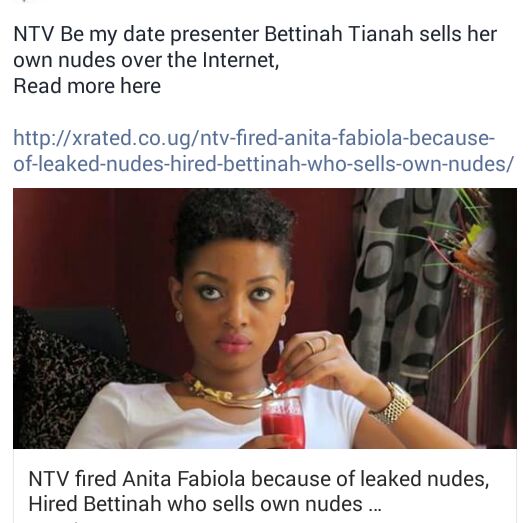 NTV Be my date presenter Bettinah Tianah sells her
own nudes over the Internet,
Read more here
http://xrated.co.ug/ntv-fired-anita-fabiola-because-
of-leaked-nudes-hired-bettinah-who-sells-own-nudes/
NTV fired Anita Fabiola because of leaked nudes,
Hired Bettinah who sells own nudes ...